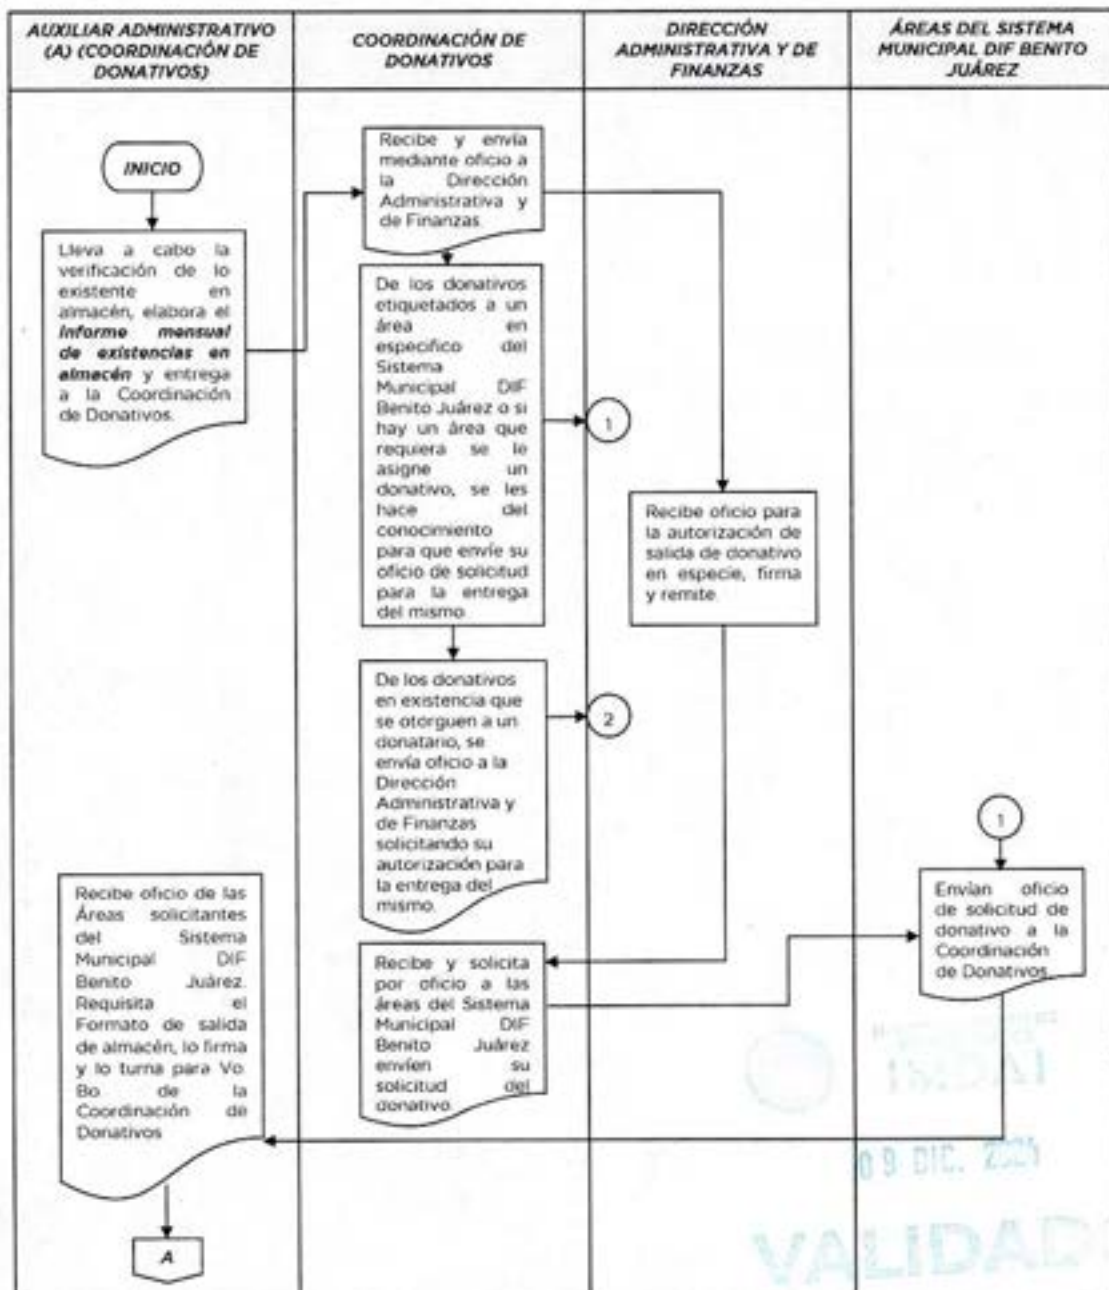 AUXILIAR ADMINISTRATIVO
(A) (COORDINACIÓN DE
DONATIVOS)
COORDINACIÓN DE
DONATIVOS
DIRECCIÓN
ADMINISTRATIVA Y DE
FINANZAS
ÁREAS DEL SISTEMA
MUNICIPAL DIF BENITO
JUÁREZ
INICIO
Lleva a cabo la
verificación de lo
existente en
almacén, elabora el
Informe mensual
de existencias en
almacén y entrega
a la Coordinación
de Donativos.
Recibe y envía
mediante oficio a
la Dirección
Administrativa y
de Finanzas.
De los donativos
etiquetados a un
área en
especifico del
Sistema
Municipal DIF
Benito Juárez o si
hay un área que
requiera se le
asigne un
donativo, se les
hace del
conocimiento
para que envíe su
oficio de solicitud
para la entrega
del mismo
1
Recibe oficio para
la autorización de
salida de donativo
en especie, firma
y remite.
De los donativos
en existencia que
se otorguen a un
donatario, se
envía oficio a la
Dirección
Administrativa y
de Finanzas
solicitando su
autorización para
la entrega del
mismo.
2
1
Envían oficio
de solicitud de
donativo a la
Coordinación
de Donativos
Recibe y solicita
por oficio a las
áreas del Sistema
Municipal DIF
Benito Juárez
envíen su
solicitud del
donativo
Recibe oficio de las
Áreas solicitantes
del Sistema
Municipal DIF
Benito Juárez.
Requisita el
Formato de salida
de almacén, lo firma
y lo turna para Vo.
Bo de la
Coordinación de
Donativos
A
09 DIC.